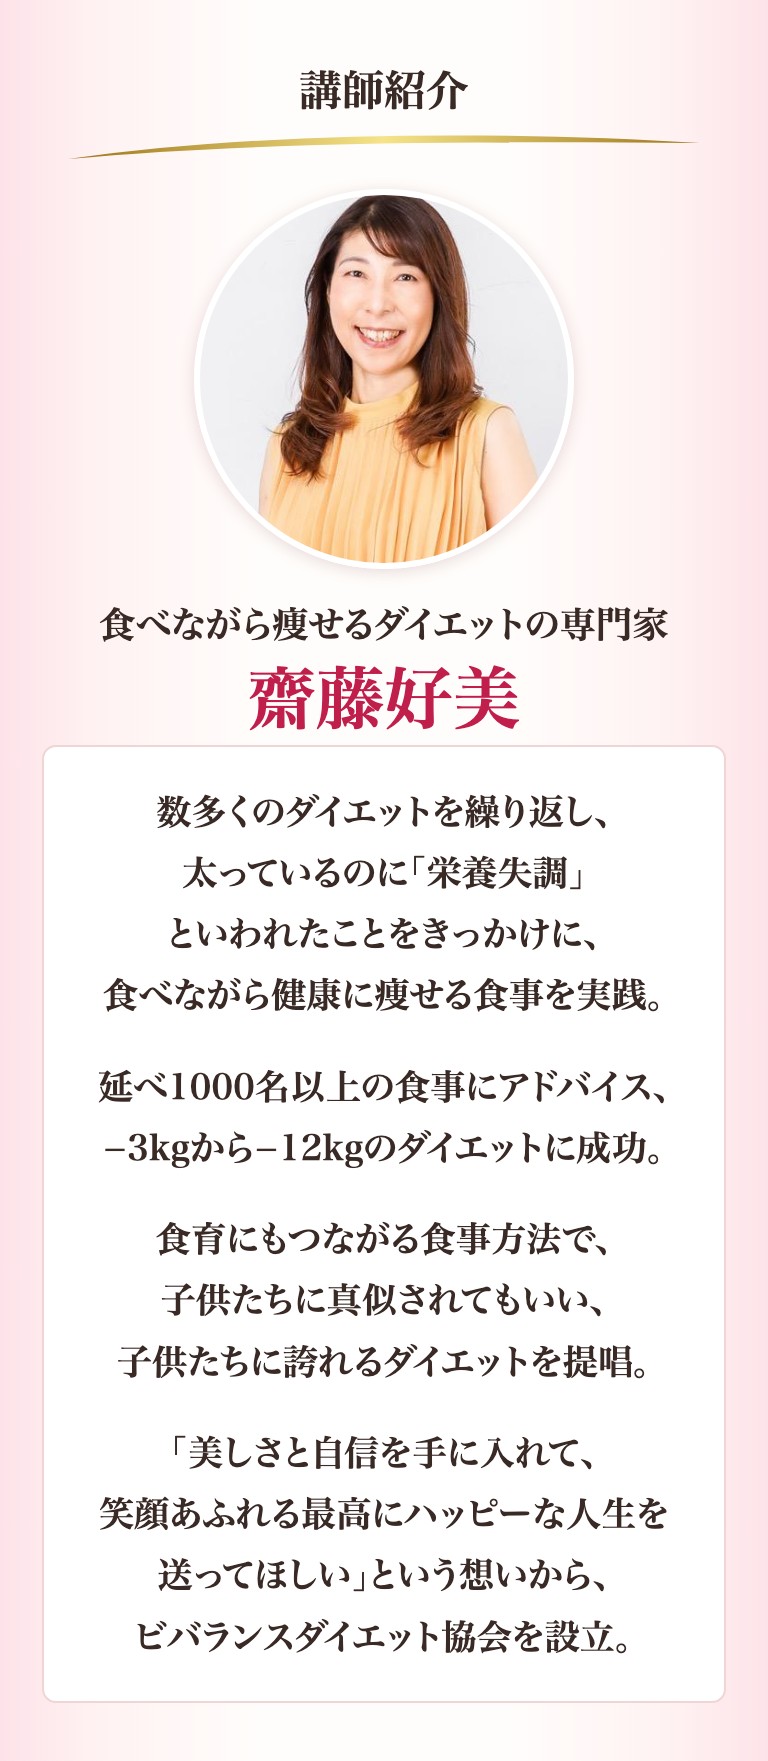 講師紹介
食べながら痩せるダイエットの専門家
齋藤好美
数多くのダイエットを繰り返し、
太っているのに「栄養失調」
といわれたことをきっかけに、
食べながら健康に痩せる食事を実践。
延べ1000名以上の食事にアドバイス、
−3kgから−12kgのダイエットに成功。
食育にもつながる食事方法で、
子供たちに真似されてもいい、
子供たちに誇れるダイエットを提唱。
「美しさと自信を手に入れて、
笑顔あふれる最高にハッピーな人生を
送ってほしい」という想いから、
ビバランスダイエット協会を設立。